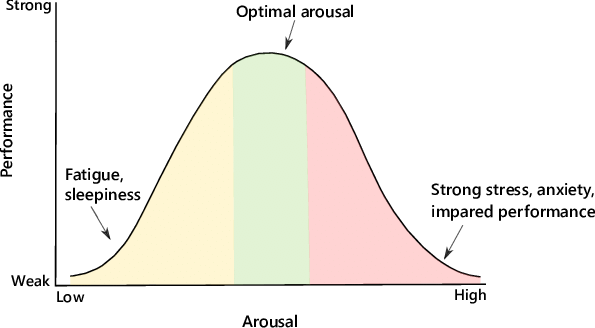 Strong
Optimal arousal
Performance
Fatigue,
sleepiness
Strong stress, anxiety,
impared performance
Weak
Low
High
Arousal